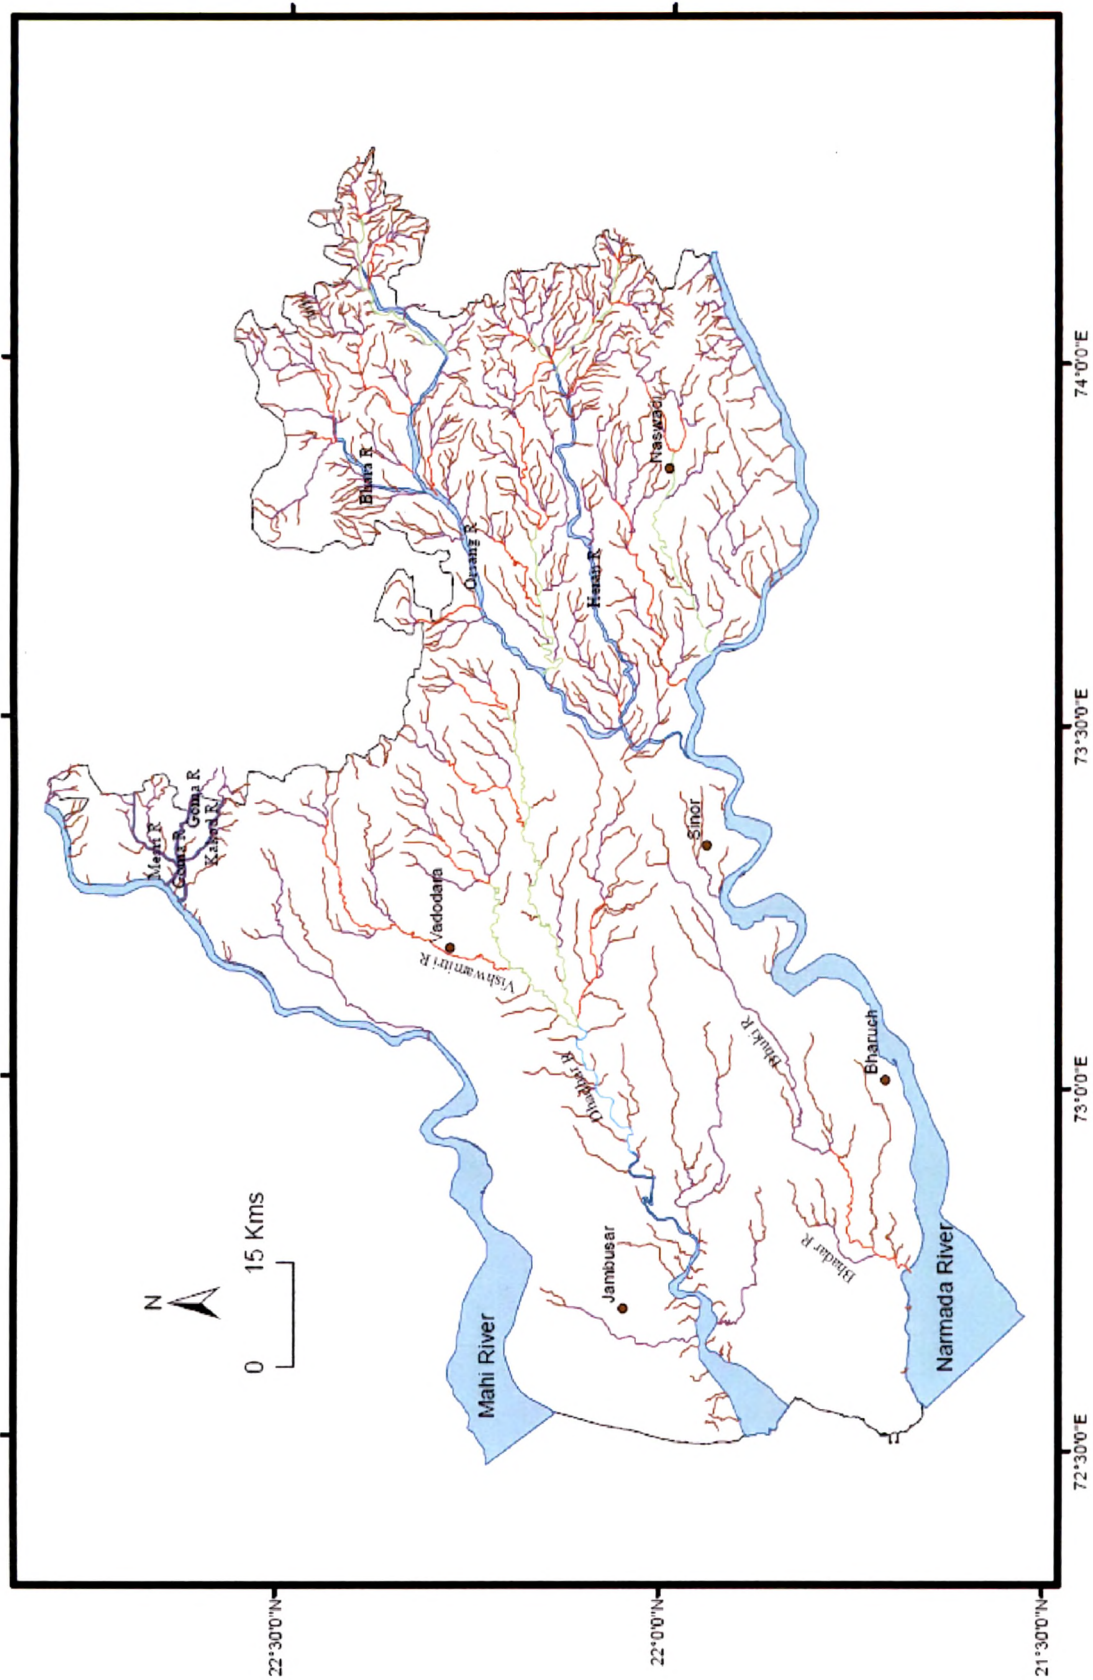 N
0 15 Kms
Mahi River
Jambusar
Narmada River
Bhadar R
Bharuch
Bhuki R
Dhadhar R
Vishwamitri R
Vadodara
Sinor
Mesri R
Goma R
Goma R
Karad R
Orsang R
Heran R
Naswadi
22°30'0"N
22°0'0"N
21°30'0"N
72°30'0"E
73°0'0"E
73°30'0"E
74°0'0"E